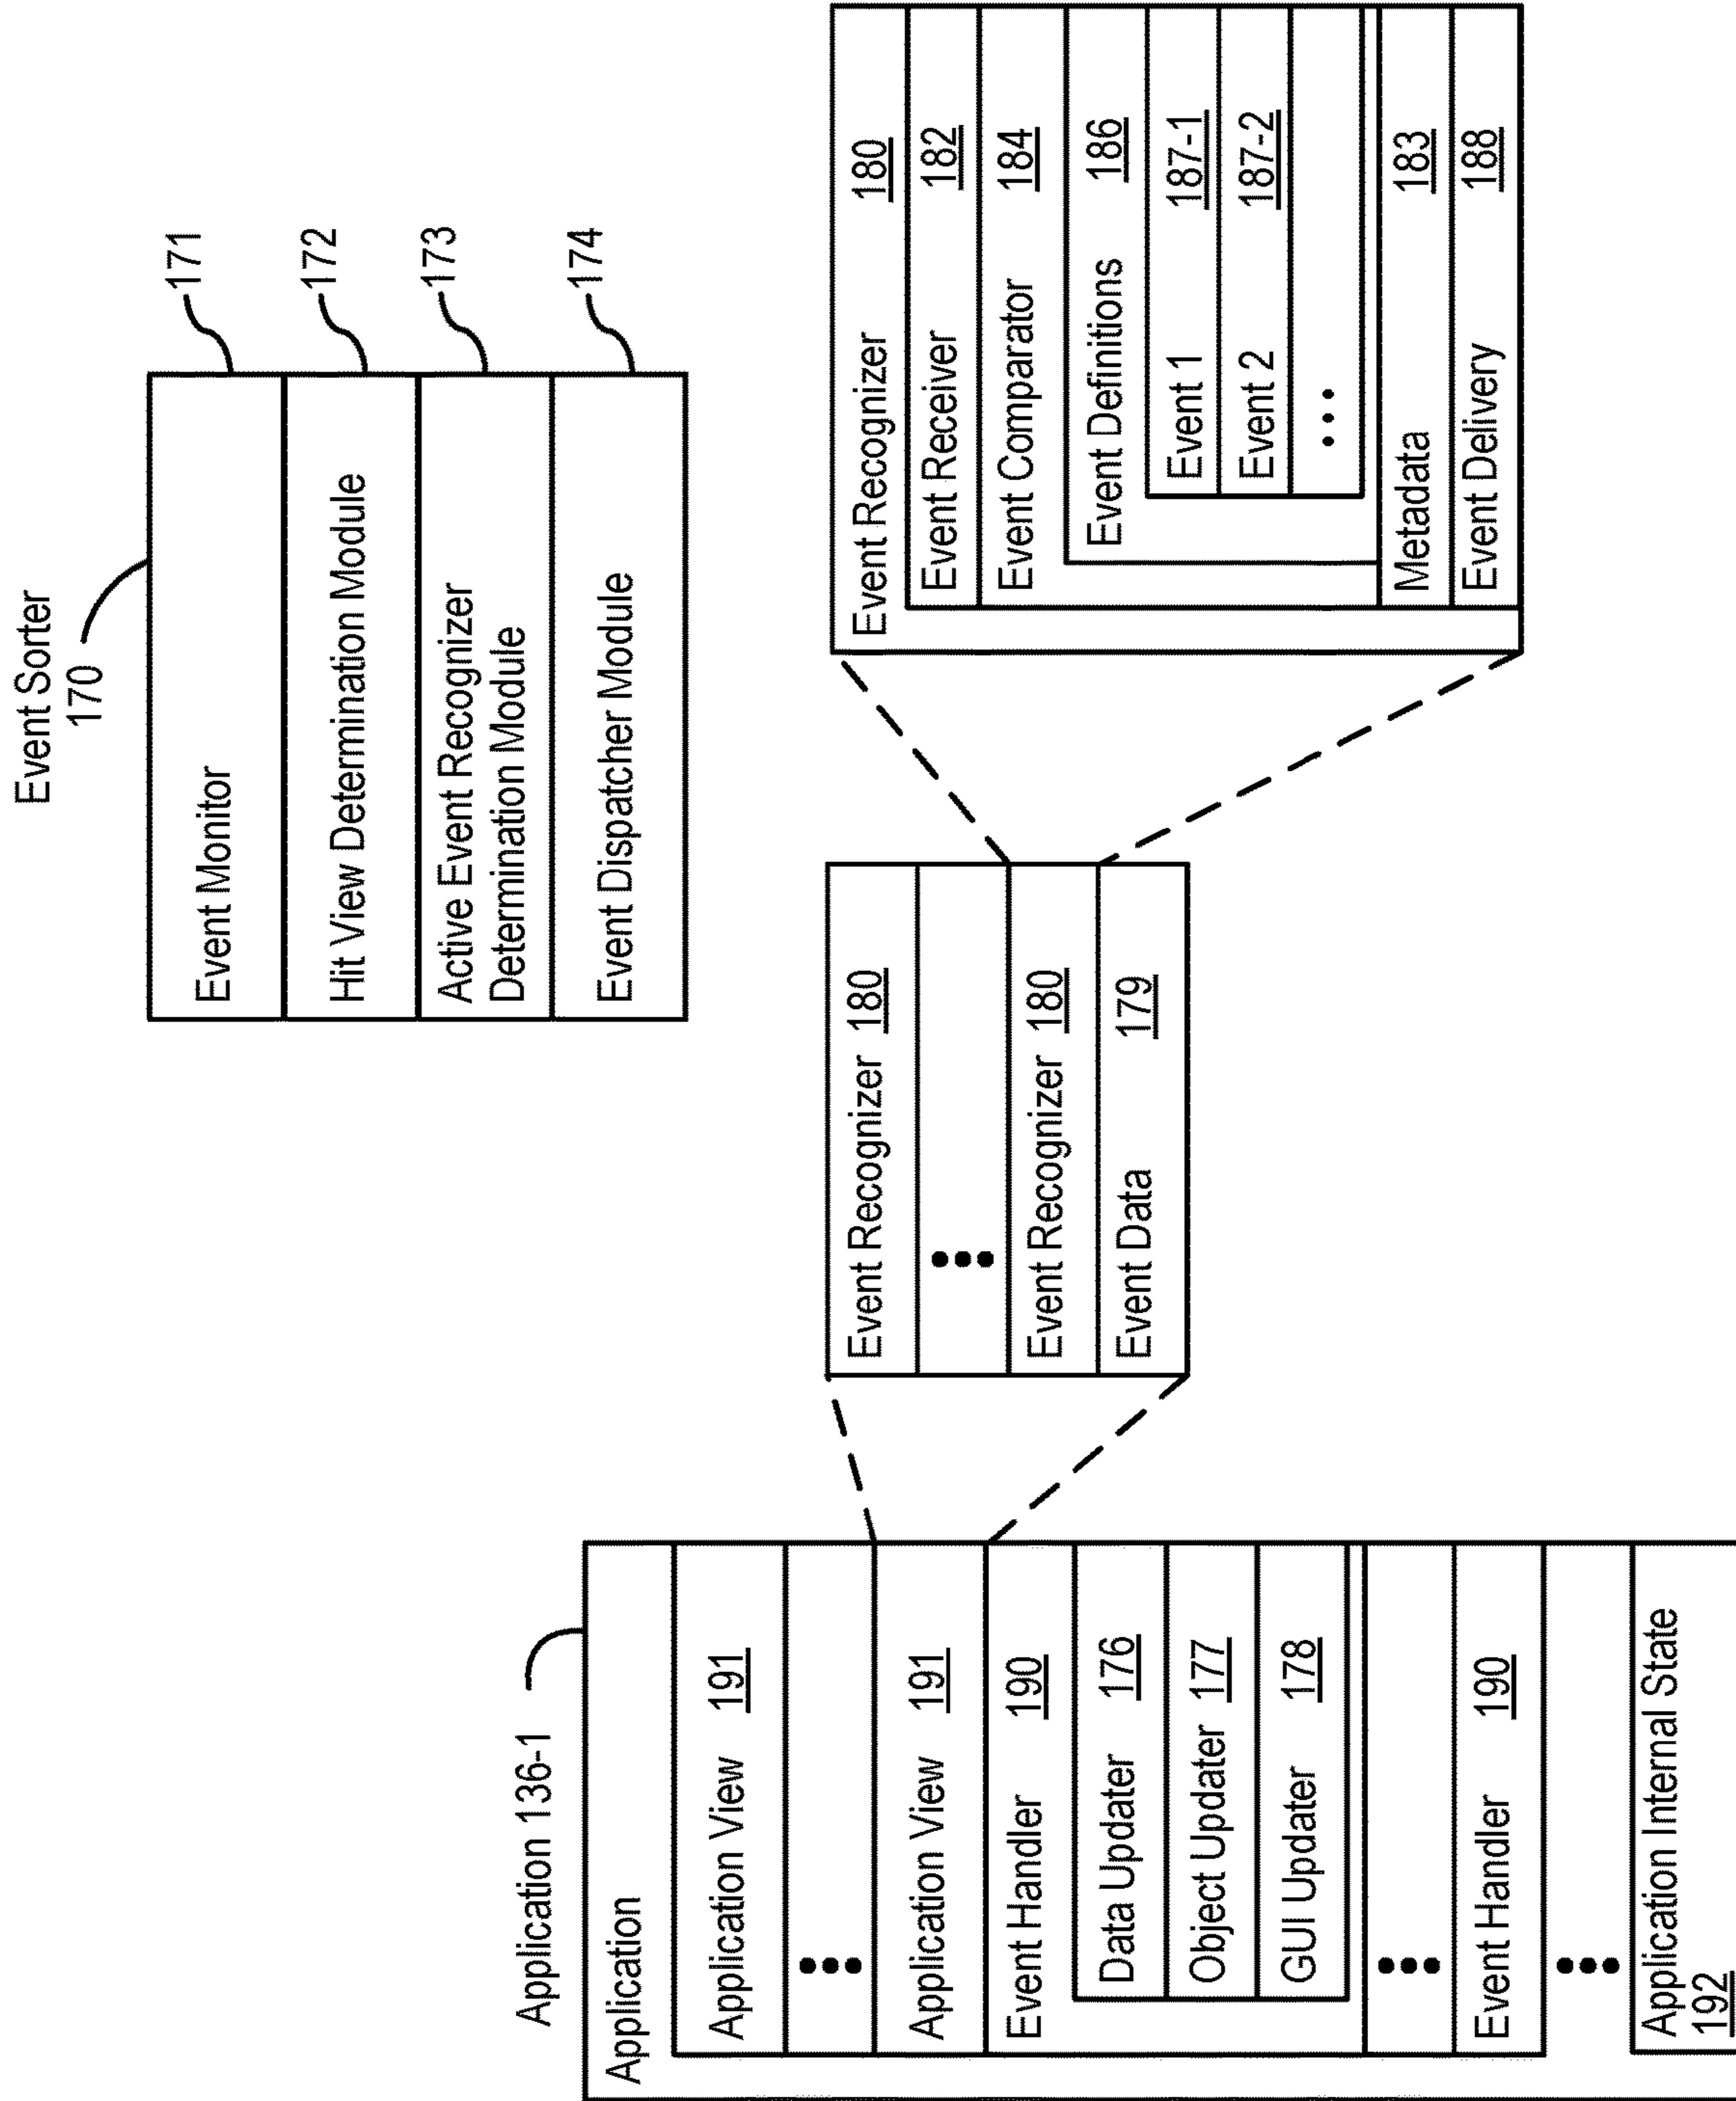 Event Sorter
170
Event Monitor
171
Hit View Determination Module
172
Active Event Recognizer
Determination Module
173
Event Dispatcher Module
174
Application 136-1
Application
Application View 191
•••
Application View 191
Event Handler 190
Data Updater 176
Object Updater 177
GUI Updater 178
•••
Event Handler 190
•••
Application Internal State
192
Event Recognizer 180
•••
Event Recognizer 180
Event Data 179
Event Recognizer 180
Event Receiver 182
Event Comparator 184
Event Definitions 186
Event 1 187-1
Event 2 187-2
•••
Metadata 183
Event Delivery 188